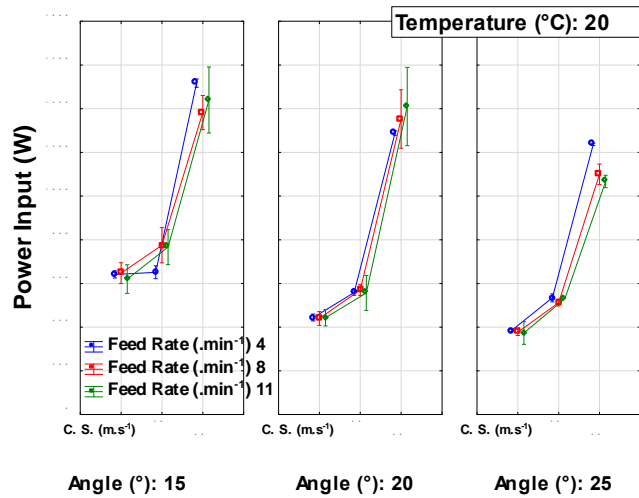 Temperature (°C): 20
Power Input (W)
Feed Rate (.min⁻¹) 4
Feed Rate (.min⁻¹) 8
Feed Rate (.min⁻¹) 11
C. S. (m.s⁻¹)
C. S. (m.s⁻¹)
C. S. (m.s⁻¹)
Angle (°): 15
Angle (°): 20
Angle (°): 25